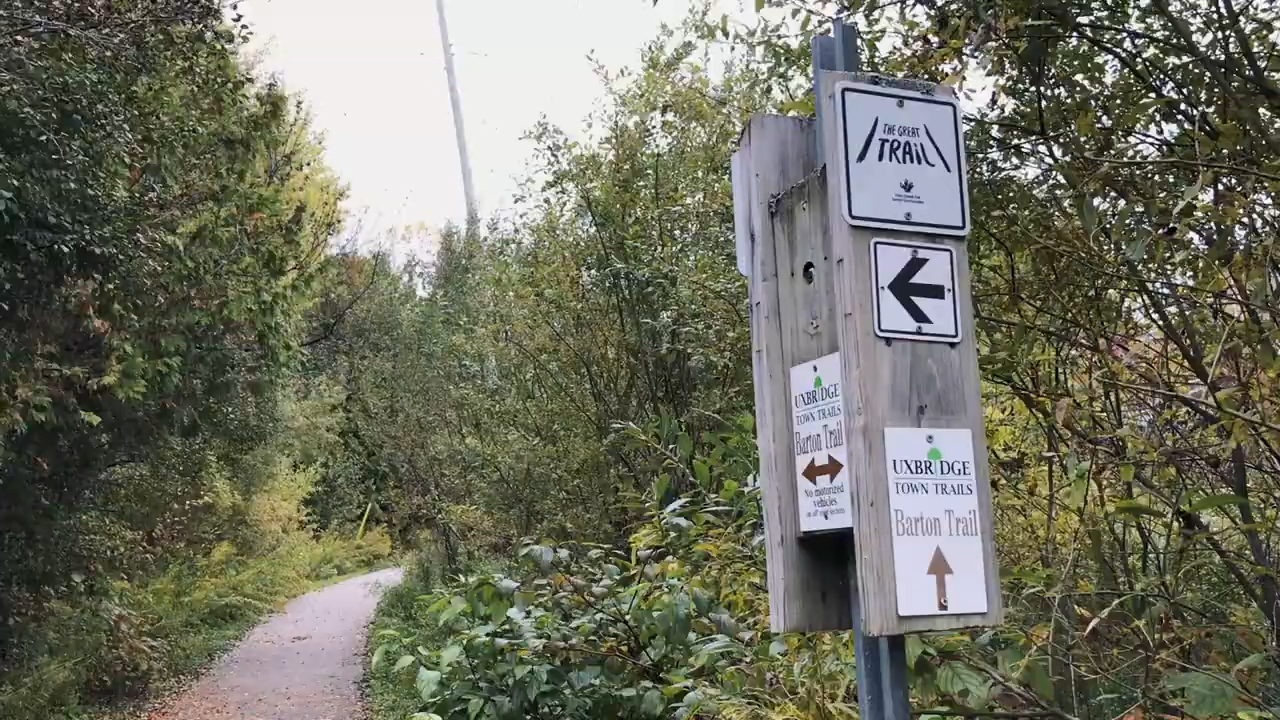 THE GREAT
TRAIL
UXBRIDGE
TOWN TRAILS
Barton Trail
No motorized
vehicles
UXBRIDGE
TOWN TRAILS
Barton Trail